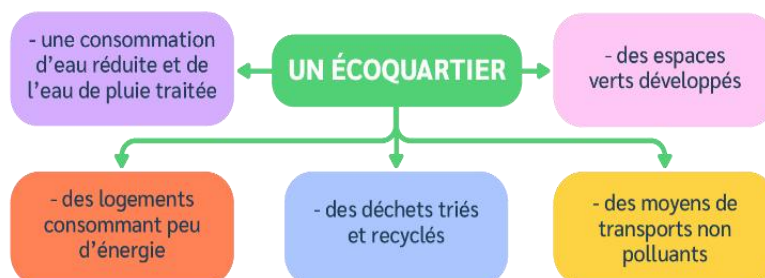 - une consommation
d'eau réduite et de
l'eau de pluie traitée
UN ÉCOQUARTIER
- des espaces
verts développés
- des logements
consommant peu
d'énergie
- des déchets triés
et recyclés
- des moyens de
transports non
polluants